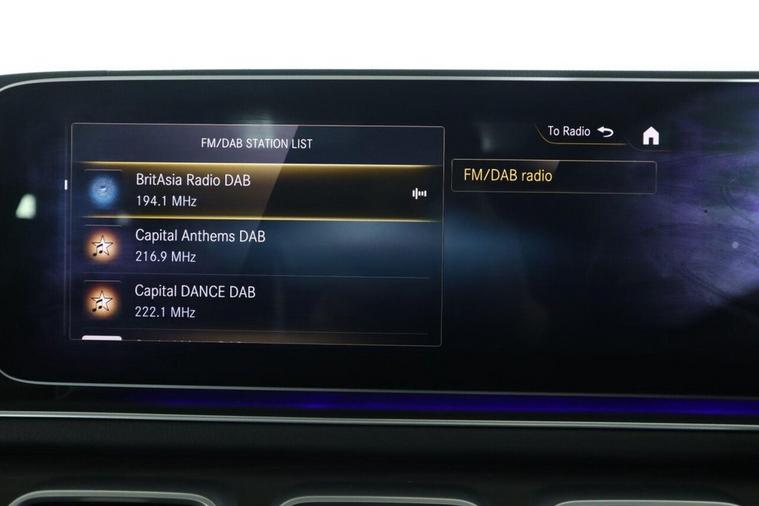 FM/DAB STATION LIST
To Radio
BritAsia Radio DAB
194.1 MHz
FM/DAB radio
Capital Anthems DAB
216.9 MHz
Capital DANCE DAB
222.1 MHz